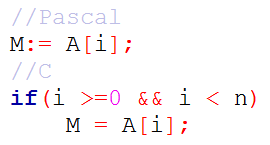 //Pascal
M:= A[i];
//C
if(i >=0 && i < n)
M = A[i];